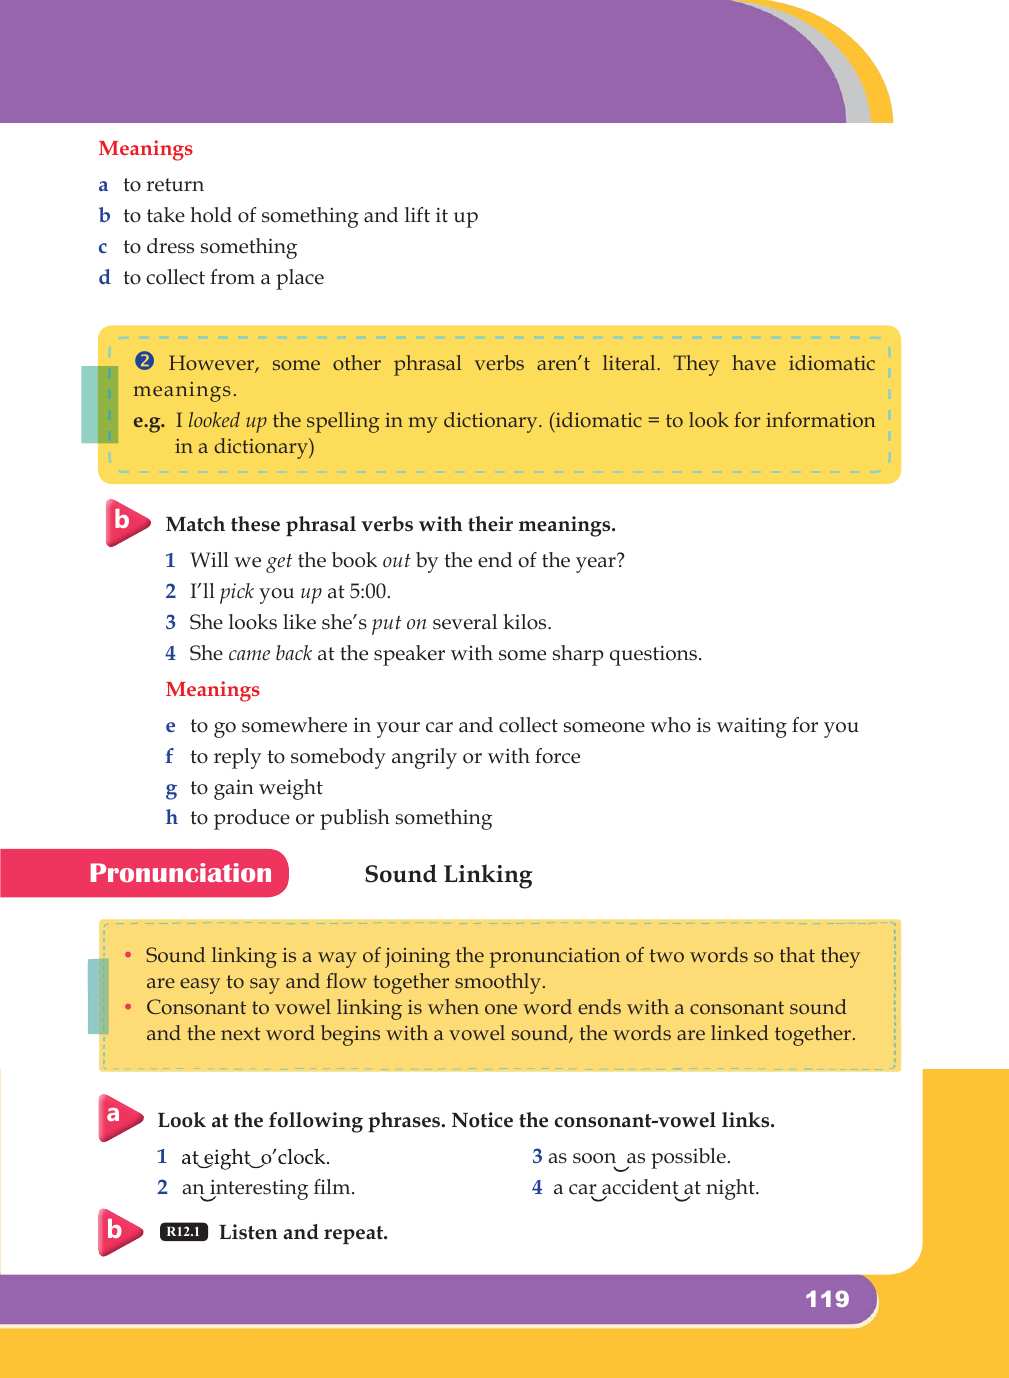 Meanings
a to return
b to take hold of something and lift it up
c to dress something
d to collect from a place
❷ However, some other phrasal verbs aren't literal. They have idiomatic
meanings.
e.g. I looked up the spelling in my dictionary. (idiomatic = to look for information
in a dictionary)
b Match these phrasal verbs with their meanings.
1 Will we get the book out by the end of the year?
2 I'll pick you up at 5:00.
3 She looks like she's put on several kilos.
4 She came back at the speaker with some sharp questions.
Meanings
e to go somewhere in your car and collect someone who is waiting for you
f to reply to somebody angrily or with force
g to gain weight
h to produce or publish something
Pronunciation Sound Linking
• Sound linking is a way of joining the pronunciation of two words so that they
are easy to say and flow together smoothly.
• Consonant to vowel linking is when one word ends with a consonant sound
and the next word begins with a vowel sound, the words are linked together.
a Look at the following phrases. Notice the consonant-vowel links.
1 at eight o'clock. 3 as soon as possible.
2 an interesting film. 4 a car accident at night.
b R12.1 Listen and repeat.
119